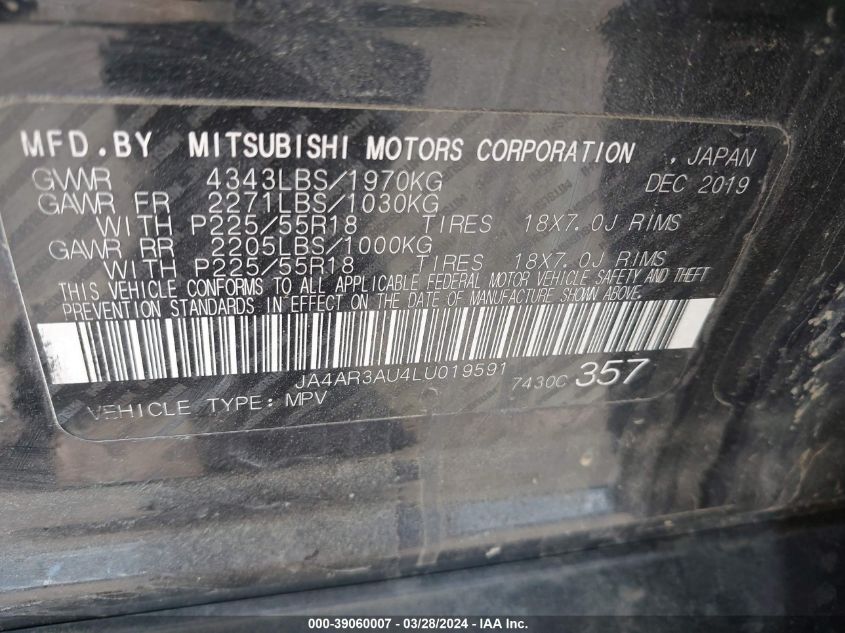 MFD.BY MITSUBISHI MOTORS CORPORATION , JAPAN
GVWR 4343LBS/1970KG DEC 2019
GAWR FR 2271LBS/1030KG
WITH P225/55R18 TIRES 18X7.0J RIMS
GAWR RR 2205LBS/1000KG
WITH P225/55R18 TIRES 18X7.0J RIMS
THIS VEHICLE CONFORMS TO ALL APPLICABLE FEDERAL MOTOR VEHICLE SAFETY AND THEFT
PREVENTION STANDARDS IN EFFECT ON THE DATE OF MANUFACTURE SHOWN ABOVE.
JA4AR3AU4LU019591 7430C 357
VEHICLE TYPE: MPV
000-39060007 / 03/28/2024 - IAA Sellers